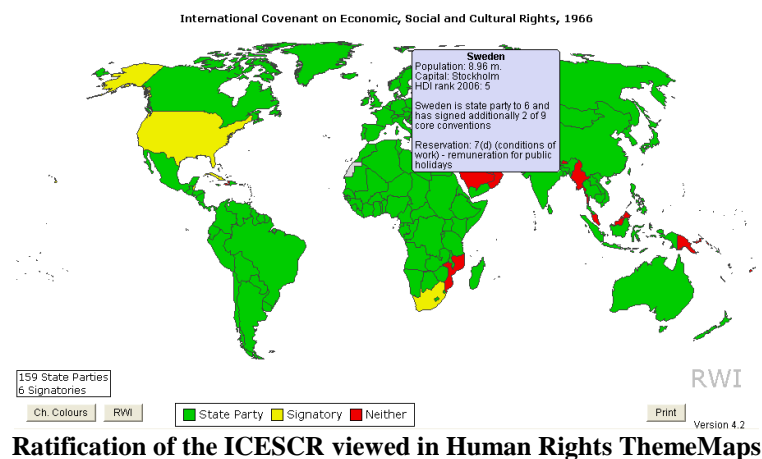 International Covenant on Economic, Social and Cultural Rights, 1966
Sweden
Population: 8.96 m.
Capital: Stockholm
HDI rank 2006: 5
Sweden is state party to 6 and
has signed additionally 2 of 9
core conventions
Reservation: 7(d) (conditions of
work) - remuneration for public
holidays
159 State Parties
6 Signatories
RWI
Ch. Colours
RWI
State Party
Signatory
Neither
Print
Version 4.2
Ratification of the ICESCR viewed in Human Rights ThemeMaps